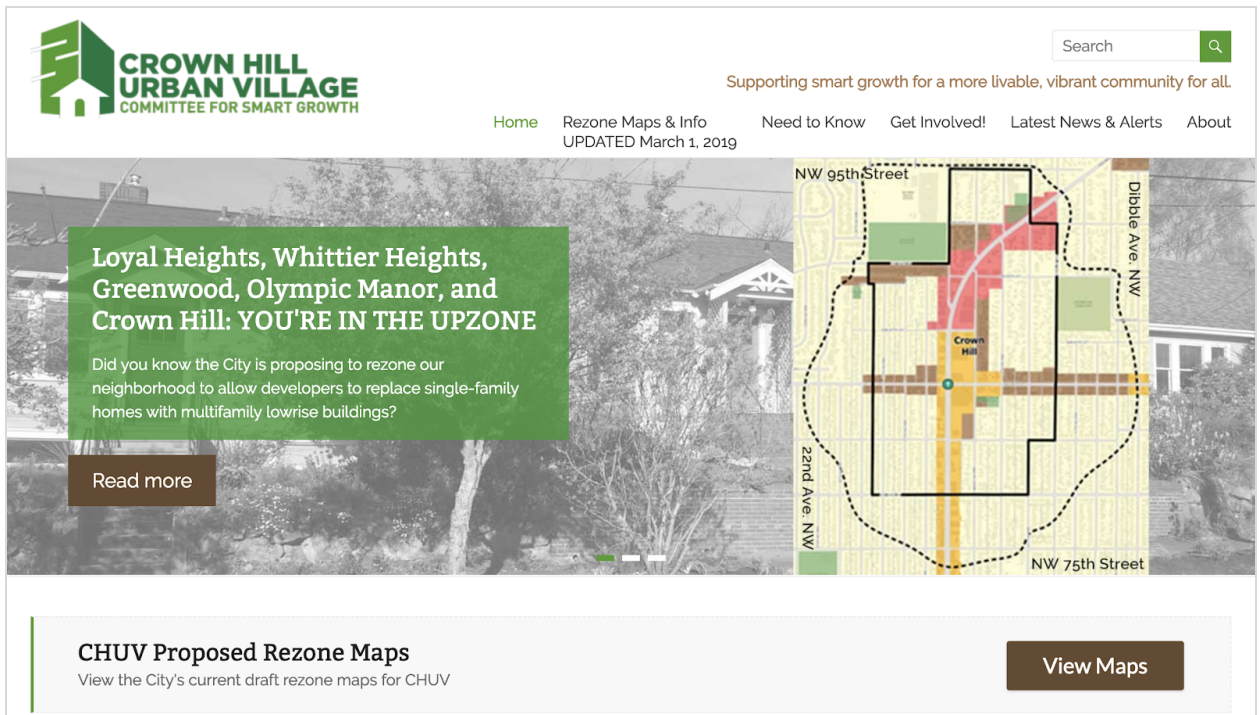 CROWN HILL
URBAN VILLAGE
COMMITTEE FOR SMART GROWTH
Search
Supporting smart growth for a more livable, vibrant community for all.
Home
Rezone Maps & Info
UPDATED March 1, 2019
Need to Know
Get Involved!
Latest News & Alerts
About
Loyal Heights, Whittier Heights,
Greenwood, Olympic Manor, and
Crown Hill: YOU'RE IN THE UPZONE
Did you know the City is proposing to rezone our
neighborhood to allow developers to replace single-family
homes with multifamily lowrise buildings?
Read more
NW 95th Street
Dibble Ave. NW
Crown
Hill
22nd Ave. NW
NW 75th Street
CHUV Proposed Rezone Maps
View the City's current draft rezone maps for CHUV
View Maps